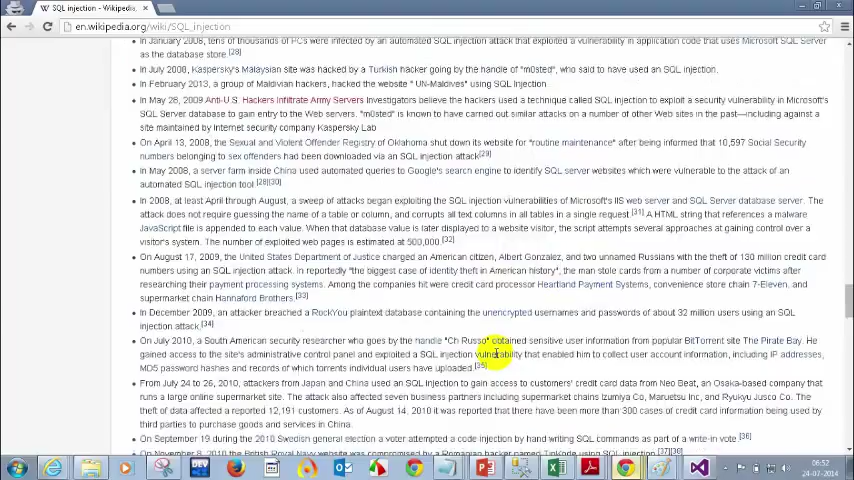 SQL injection - Wikipedia,
en.wikipedia.org/wiki/SQL_injection
In January 2008, tens of thousands of PCs were infected by an automated SQL injection attack that exploited a vulnerability in application code that uses Microsoft SQL Server
as the database store.[28]
In July 2008, Kaspersky's Malaysian site was hacked by a Turkish hacker going by the handle of "m0sted", who said to have used an SQL injection.
In February 2013, a group of Maldivian hackers, hacked the website " UN-Maldives" using SQL Injection.
In May 28, 2009 Anti-U.S. Hackers Infiltrate Army Servers Investigators believe the hackers used a technique called SQL injection to exploit a security vulnerability in Microsoft's
SQL Server database to gain entry to the Web servers. "m0sted" is known to have carried out similar attacks on a number of other Web sites in the past—including against a
site maintained by Internet security company Kaspersky Lab
On April 13, 2008, the Sexual and Violent Offender Registry of Oklahoma shut down its website for "routine maintenance" after being informed that 10,597 Social Security
numbers belonging to sex offenders had been downloaded via an SQL injection attack[29]
In May 2008, a server farm inside China used automated queries to Google's search engine to identify SQL server websites which were vulnerable to the attack of an
automated SQL injection tool.[28][30]
In 2008, at least April through August, a sweep of attacks began exploiting the SQL injection vulnerabilities of Microsoft's IIS web server and SQL Server database server. The
attack does not require guessing the name of a table or column, and corrupts all text columns in all tables in a single request.[31] A HTML string that references a malware
JavaScript file is appended to each value. When that database value is later displayed to a website visitor, the script attempts several approaches at gaining control over a
visitor's system. The number of exploited web pages is estimated at 500,000.[32]
On August 17, 2009, the United States Department of Justice charged an American citizen, Albert Gonzalez, and two unnamed Russians with the theft of 130 million credit card
numbers using an SQL injection attack. In reportedly "the biggest case of identity theft in American history", the man stole cards from a number of corporate victims after
researching their payment processing systems. Among the companies hit were credit card processor Heartland Payment Systems, convenience store chain 7-Eleven, and
supermarket chain Hannaford Brothers.[33]
In December 2009, an attacker breached a RockYou plaintext database containing the unencrypted usernames and passwords of about 32 million users using an SQL
injection attack.[34]
On July 2010, a South American security researcher who goes by the handle "Ch Russo" obtained sensitive user information from popular BitTorrent site The Pirate Bay. He
gained access to the site's administrative control panel and exploited a SQL injection vulnerability that enabled him to collect user account information, including IP addresses,
MD5 password hashes and records of which torrents individual users have uploaded.[35]
From July 24 to 26, 2010, attackers from Japan and China used an SQL injection to gain access to customers' credit card data from Neo Beat, an Osaka-based company that
runs a large online supermarket site. The attack also affected seven business partners including supermarket chains Izumiya Co, Maruetsu Inc, and Ryukyu Jusco Co. The
theft of data affected a reported 12,191 customers. As of August 14, 2010 it was reported that there have been more than 300 cases of credit card information being used by
third parties to purchase goods and services in China.
On September 19 during the 2010 Swedish general election a voter attempted a code injection by hand writing SQL commands as part of a write-in vote.[36]
On November 8, 2010 the British Royal Navy website was compromised by a Romanian hacker named TinKode using SQL injection.[37][38]
DEV
06:52
24-07-2014